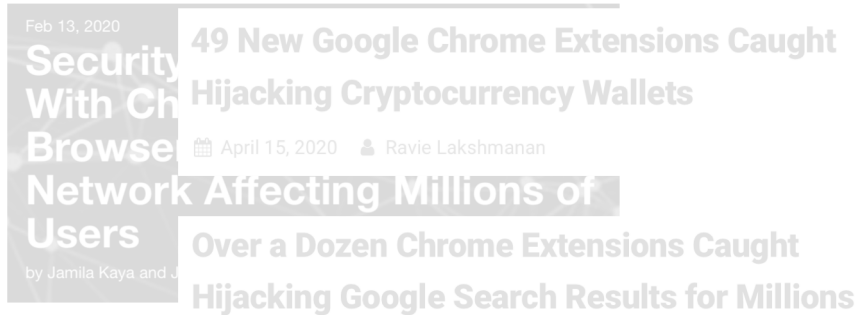 Feb 13, 2020
Security
With Ch
Browser
Network Affecting Millions of
Users
by Jamila Kaya and J
49 New Google Chrome Extensions Caught
Hijacking Cryptocurrency Wallets
April 15, 2020 Ravie Lakshmanan
Over a Dozen Chrome Extensions Caught
Hijacking Google Search Results for Millions